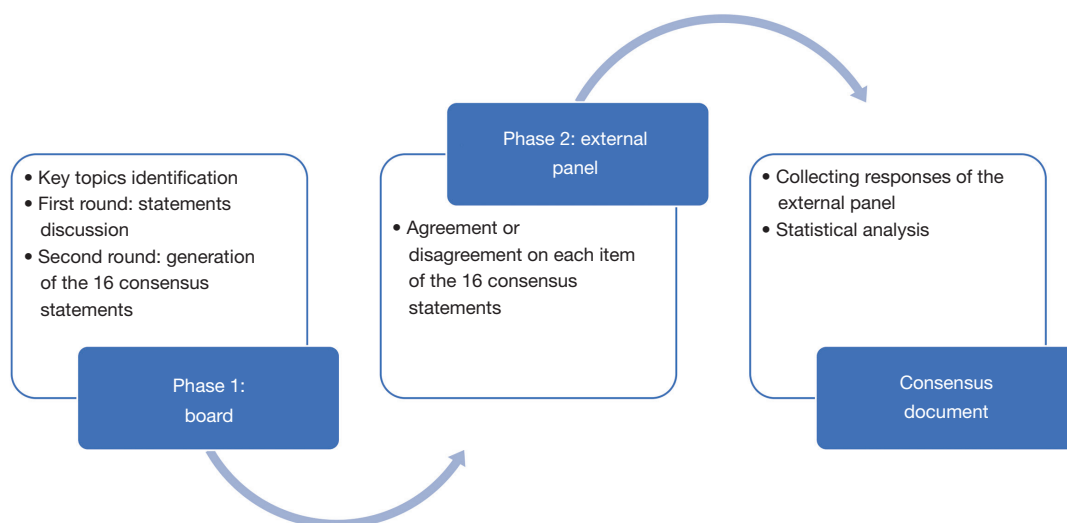 • Key topics identification
• First round: statements
discussion
• Second round: generation
of the 16 consensus
statements
Phase 1:
board
Phase 2: external
panel
• Agreement or
disagreement on each item
of the 16 consensus
statements
• Collecting responses of the
external panel
• Statistical analysis
Consensus
document